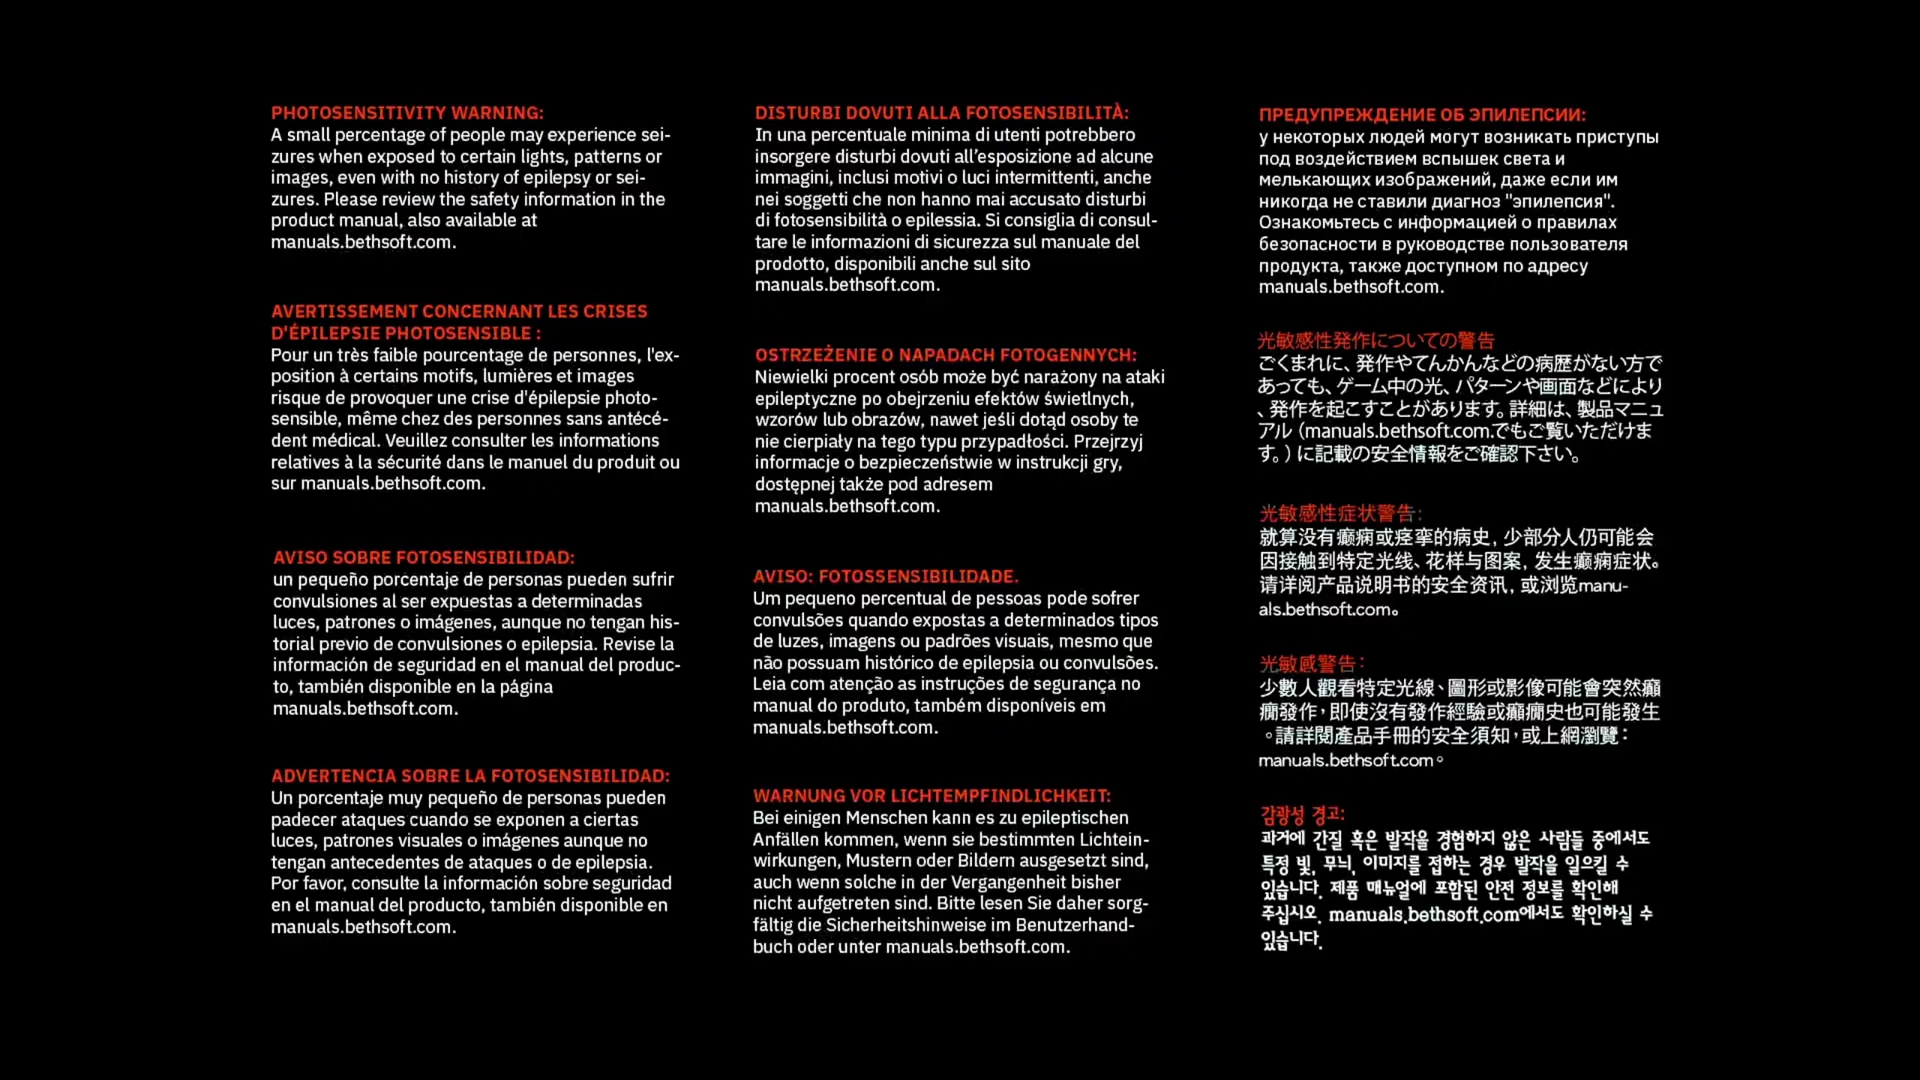 PHOTOSENSITIVITY WARNING:
A small percentage of people may experience sei-
zures when exposed to certain lights, patterns or
images, even with no history of epilepsy or sei-
zures. Please review the safety information in the
product manual, also available at
manuals.bethsoft.com.
AVERTISSEMENT CONCERNANT LES CRISES
D'ÉPILEPSIE PHOTOSENSIBLE :
Pour un très faible pourcentage de personnes, l'ex-
position à certains motifs, lumières et images
risque de provoquer une crise d'épilepsie photo-
sensible, même chez des personnes sans antécé-
dent médical. Veuillez consulter les informations
relatives à la sécurité dans le manuel du produit ou
sur manuals.bethsoft.com.
AVISO SOBRE FOTOSENSIBILIDAD:
un pequeño porcentaje de personas pueden sufrir
convulsiones al ser expuestas a determinadas
luces, patrones o imágenes, aunque no tengan his-
torial previo de convulsiones o epilepsia. Revise la
información de seguridad en el manual del produc-
to, también disponible en la página
manuals.bethsoft.com.
ADVERTENCIA SOBRE LA FOTOSENSIBILIDAD:
Un porcentaje muy pequeño de personas pueden
padecer ataques cuando se exponen a ciertas
luces, patrones visuales o imágenes aunque no
tengan antecedentes de ataques o de epilepsia.
Por favor, consulte la información sobre seguridad
en el manual del producto, también disponible en
manuals.bethsoft.com.
DISTURBI DOVUTI ALLA FOTOSENSIBILITÀ:
In una percentuale minima di utenti potrebbero
insorgere disturbi dovuti all'esposizione ad alcune
immagini, inclusi motivi o luci intermittenti, anche
nei soggetti che non hanno mai accusato disturbi
di fotosensibilità o epilessia. Si consiglia di consul-
tare le informazioni di sicurezza sul manuale del
prodotto, disponibili anche sul sito
manuals.bethsoft.com.
OSTRZEŻENIE O NAPADACH FOTOGENNYCH:
Niewielki procent osób może być narażony na ataki
epileptyczne po obejrzeniu efektów świetlnych,
wzorów lub obrazów, nawet jeśli dotąd osoby te
nie cierpiały na tego typu przypadłości. Przejrzyj
informacje o bezpieczeństwie w instrukcji gry,
dostępnej także pod adresem
manuals.bethsoft.com.
AVISO: FOTOSSENSIBILIDADE.
Um pequeno percentual de pessoas pode sofrer
convulsões quando expostas a determinados tipos
de luzes, imagens ou padrões visuais, mesmo que
não possuam histórico de epilepsia ou convulsões.
Leia com atenção as instruções de segurança no
manual do produto, também disponíveis em
manuals.bethsoft.com.
WARNUNG VOR LICHTEMPFINDLICHKEIT:
Bei einigen Menschen kann es zu epileptischen
Anfällen kommen, wenn sie bestimmten Lichtein-
wirkungen, Mustern oder Bildern ausgesetzt sind,
auch wenn solche in der Vergangenheit bisher
nicht aufgetreten sind. Bitte lesen Sie daher sorg-
fältig die Sicherheitshinweise im Benutzerhand-
buch oder unter manuals.bethsoft.com.
ПРЕДУПРЕЖДЕНИЕ ОБ ЭПИЛЕПСИИ:
у некоторых людей могут возникать приступы
под воздействием вспышек света и
мелькающих изображений, даже если им
никогда не ставили диагноз "эпилепсия".
Ознакомьтесь с информацией о правилах
безопасности в руководстве пользователя
продукта, также доступном по адресу
manuals.bethsoft.com.
光敏感性発作についての警告
ごくまれに、発作やてんかんなどの病歴がない方で
あっても、ゲーム中の光、パターンや画面などにより
、発作を起こすことがあります。詳細は、製品マニュ
アル（manuals.bethsoft.com.でもご覧いただけま
す。）に記載の安全情報をご確認下さい。
光敏感性症状警告：
就算没有癫痫或痉挛的病史，少部分人仍可能会
因接触到特定光线、花样与图案，发生癫痫症状。
请详阅产品说明书的安全资讯，或浏览manu-
als.bethsoft.com。
光敏感警告：
少數人觀看特定光線、圖形或影像可能會突然癲
癇發作，即使沒有發作經驗或癲癇史也可能發生
。請詳閱產品手冊的安全須知，或上網瀏覽：
manuals.bethsoft.com。
감광성 경고:
과거에 간질 혹은 발작을 경험하지 않은 사람들 중에서도
특정 빛, 무늬, 이미지를 접하는 경우 발작을 일으킬 수
있습니다. 제품 매뉴얼에 포함된 안전 정보를 확인해
주십시오. manuals.bethsoft.com에서도 확인하실 수
있습니다.